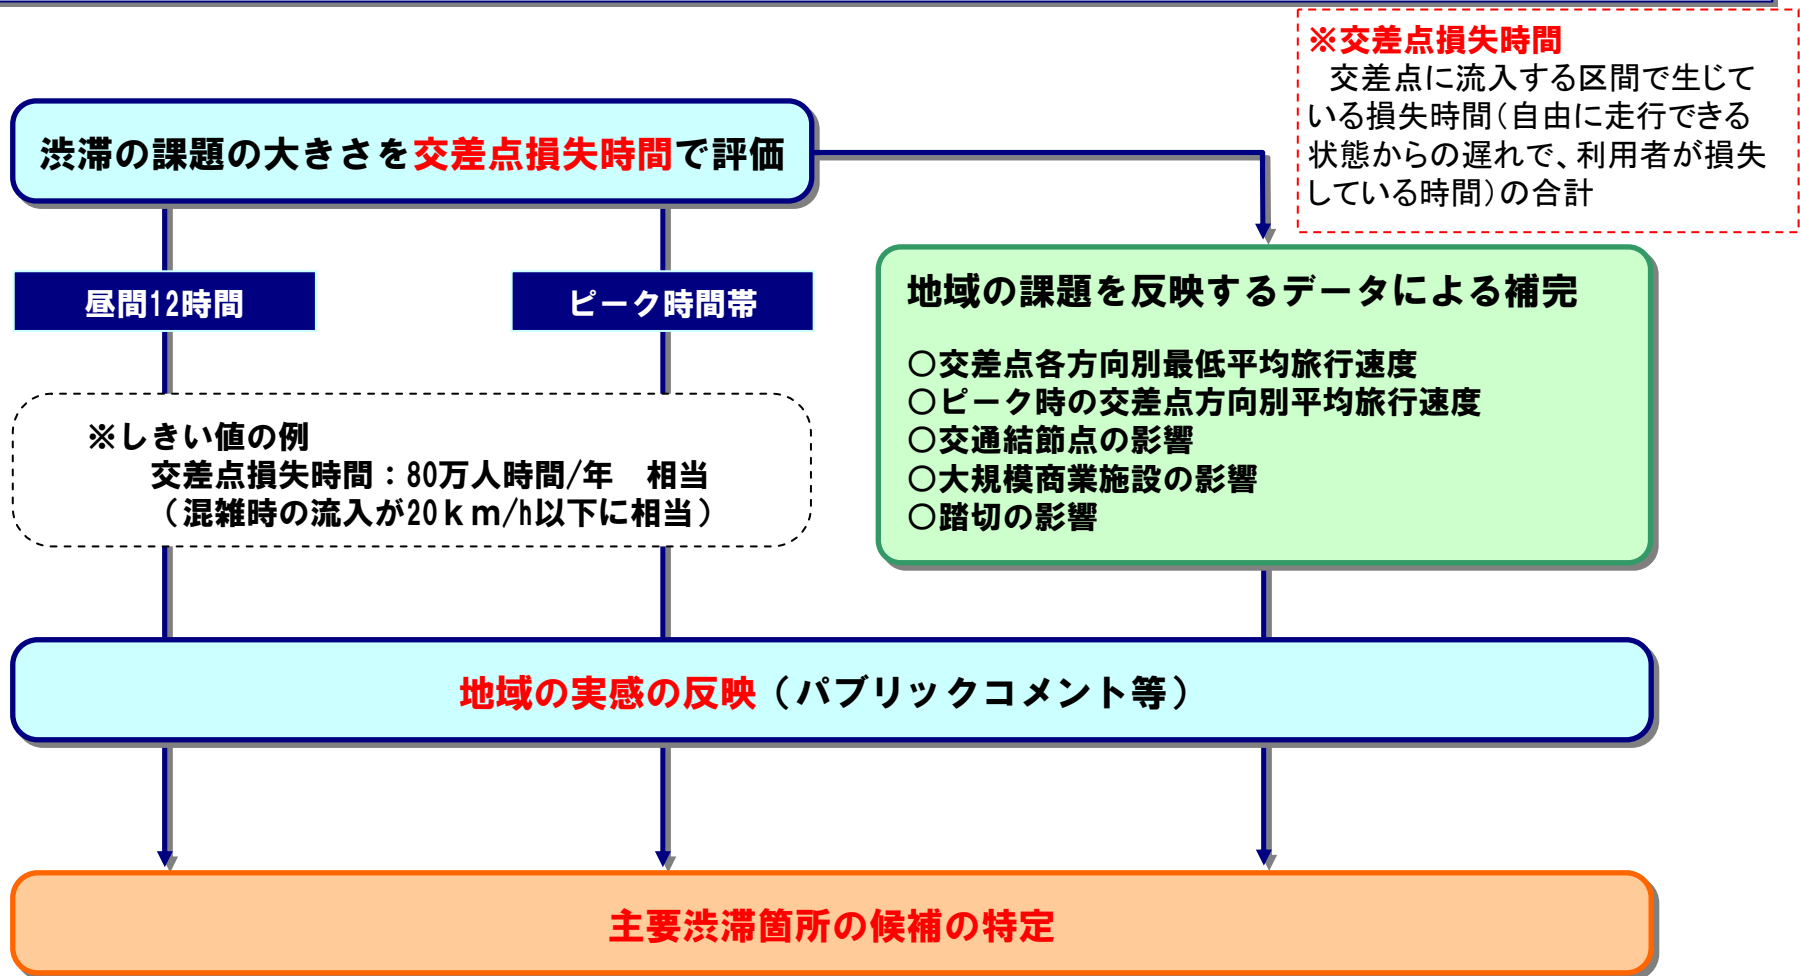 ※交差点損失時間
交差点に流入する区間で生じて
いる損失時間（自由に走行できる
状態からの遅れで、利用者が損失
している時間）の合計
渋滞の課題の大きさを交差点損失時間で評価
昼間12時間
ピーク時間帯
※しきい値の例
交差点損失時間：80万人時間/年　相当
（混雑時の流入が20ｋｍ/h以下に相当）
地域の課題を反映するデータによる補完
○交差点各方向別最低平均旅行速度
○ピーク時の交差点方向別平均旅行速度
○交通結節点の影響
○大規模商業施設の影響
○踏切の影響
地域の実感の反映（パブリックコメント等）
主要渋滞箇所の候補の特定